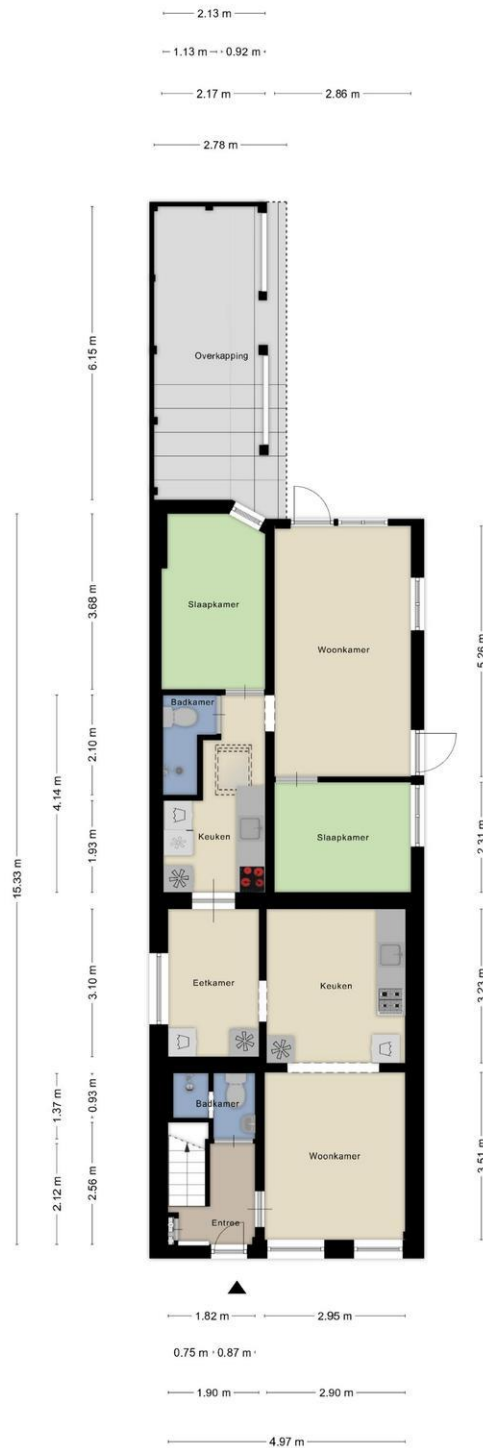 2.13 m
1.13 m 0.92 m
2.17 m 2.86 m
2.78 m
6.15 m
Overkapping
15.33 m
3.68 m
5.26 m
Slaapkamer
Woonkamer
Badkamer
4.14 m
2.10 m
1.93 m
2.31 m
Keuken
Slaapkamer
3.10 m
3.23 m
Eetkamer
Keuken
1.37 m
0.93 m
Badkamer
3.51 m
2.12 m
2.56 m
Woonkamer
Entree
1.82 m 2.95 m
0.75 m 0.87 m
1.90 m 2.90 m
4.97 m